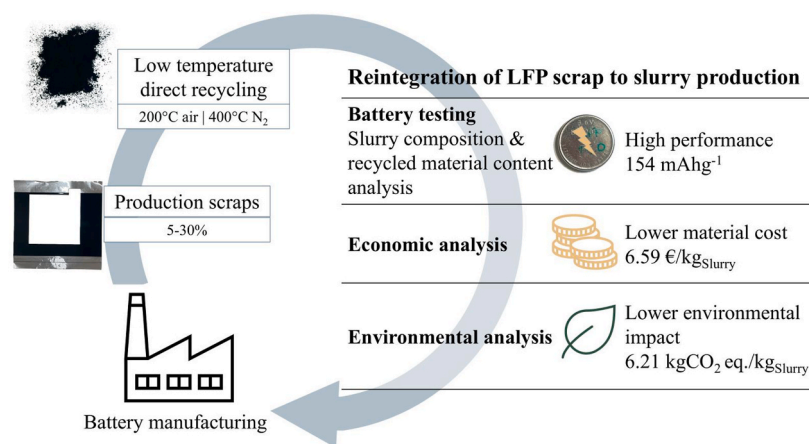 Low temperature
direct recycling
200°C air | 400°C N₂
Production scraps
5-30%
Battery manufacturing
Reintegration of LFP scrap to slurry production
Battery testing
Slurry composition &
recycled material content
analysis
High performance
154 mAhg⁻¹
Economic analysis
Lower material cost
6.59 €/kg_Slurry
Environmental analysis
Lower environmental
impact
6.21 kgCO₂ eq./kg_Slurry